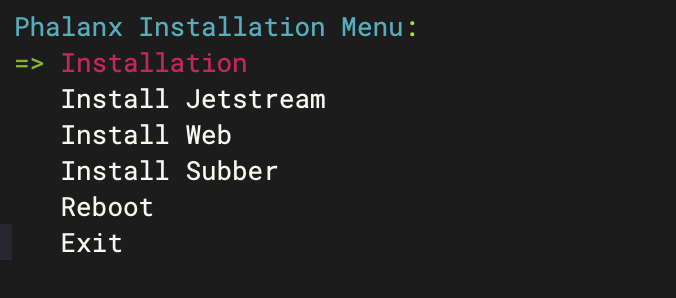 Phalanx Installation Menu:
=> Installation
Install Jetstream
Install Web
Install Subber
Reboot
Exit